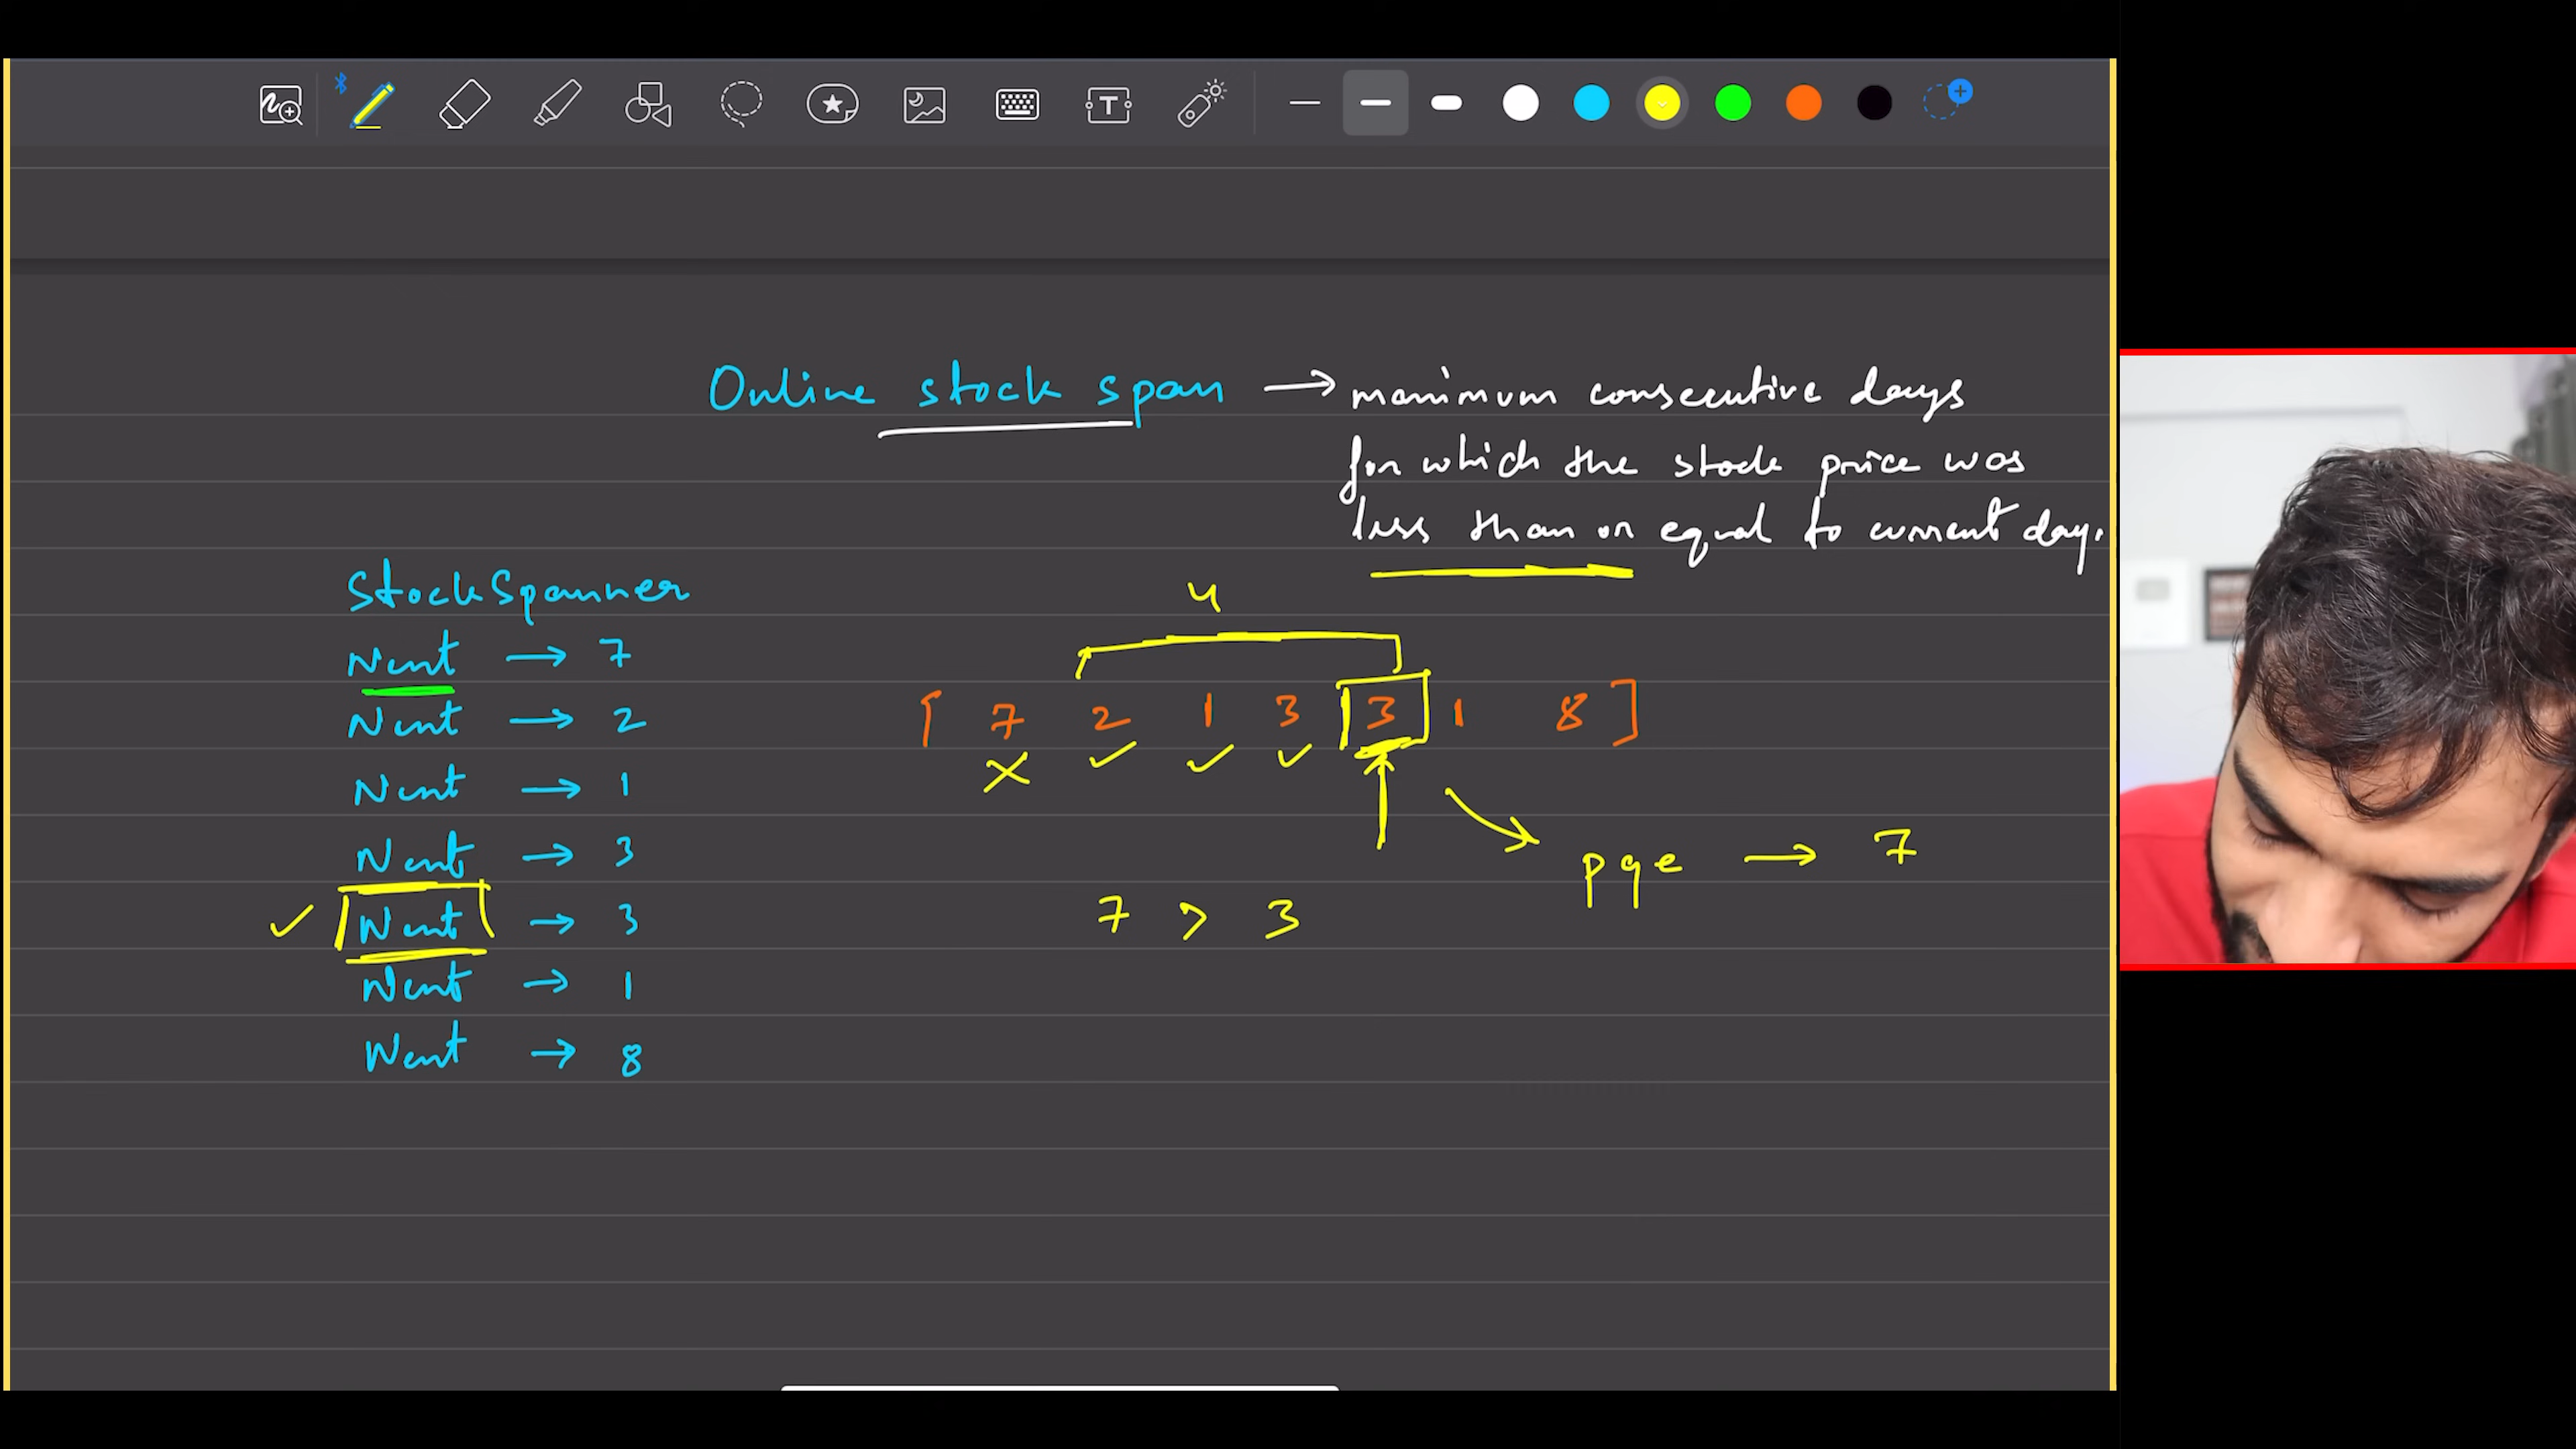 Online stock span → maximum consecutive days
for which the stock price was
less than or equal to current day.
StockSpanner
Next → 7
Next → 2
Next → 1
Next → 3
Next → 3
Next → 1
Next → 8
4
[ 7 2 1 3 3 1 8 ]
pge → 7
7 > 3